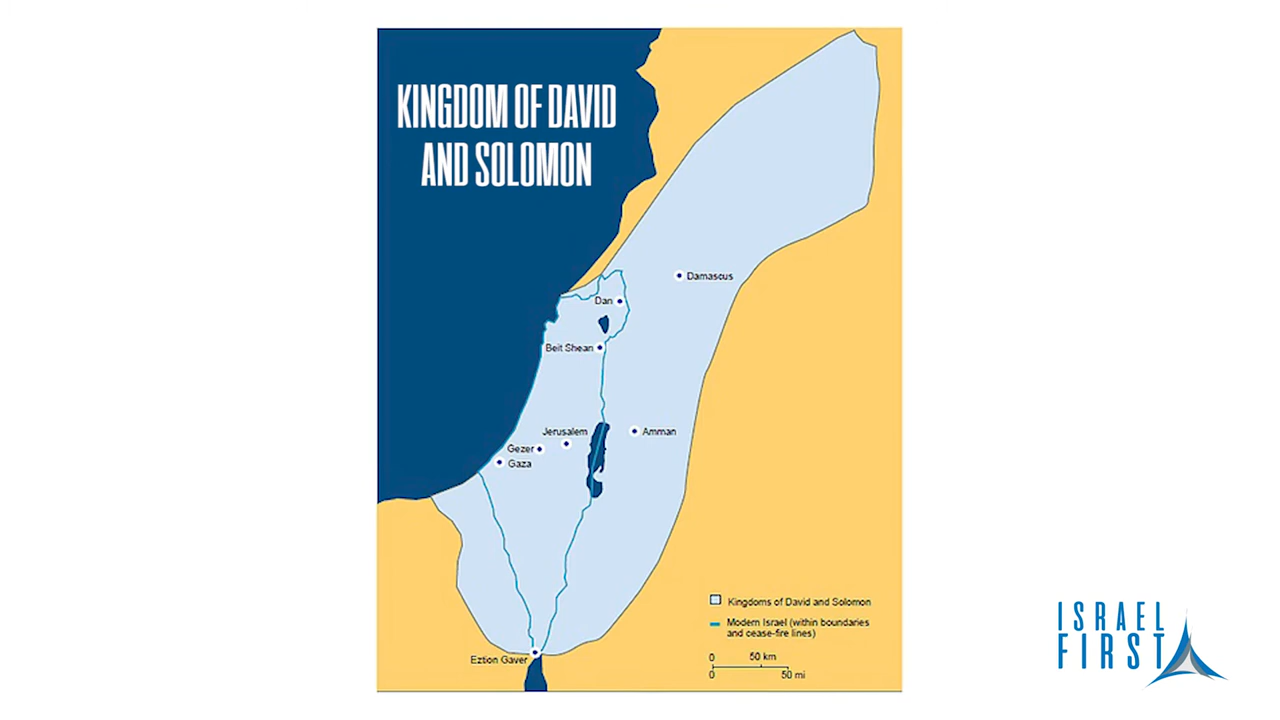 KINGDOM OF DAVID
AND SOLOMON
Damascus
Dan
Beit Shean
Jerusalem
Amman
Gezer
Gaza
Kingdoms of David and Solomon
Modern Israel (within boundaries
and cease-fire lines)
Eztion Gaver
0 50 km
0 50 mi
ISRAEL
FIRST